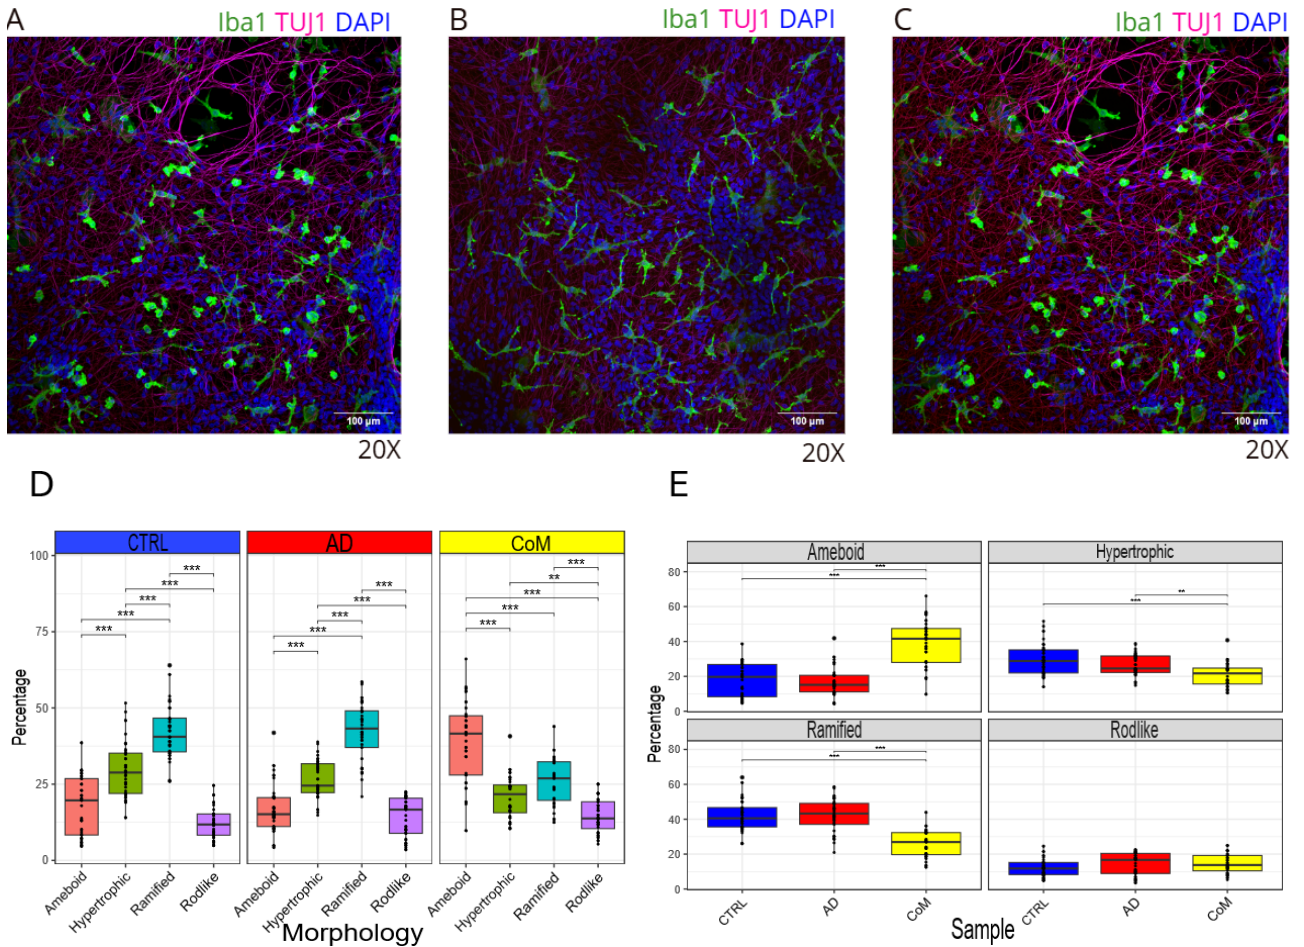 A Iba1 TUJ1 DAPI
B Iba1 TUJ1 DAPI
C Iba1 TUJ1 DAPI
100 µm
100 µm
100 µm
20X
20X
20X
D
CTRL AD CoM
Percentage
100
75
50
25
0
*** *** *** *** ***
*** *** *** *** ***
*** ** *** *** ***
Ameboid Hypertrophic Ramified Rodlike
Ameboid Hypertrophic Ramified Rodlike
Ameboid Hypertrophic Ramified Rodlike
Morphology
E
Ameboid Hypertrophic
*** ***
** ***
80
60
40
20
0
Percentage
Ramified Rodlike
*** ***
80
60
40
20
0
CTRL AD CoM
CTRL AD CoM
Sample